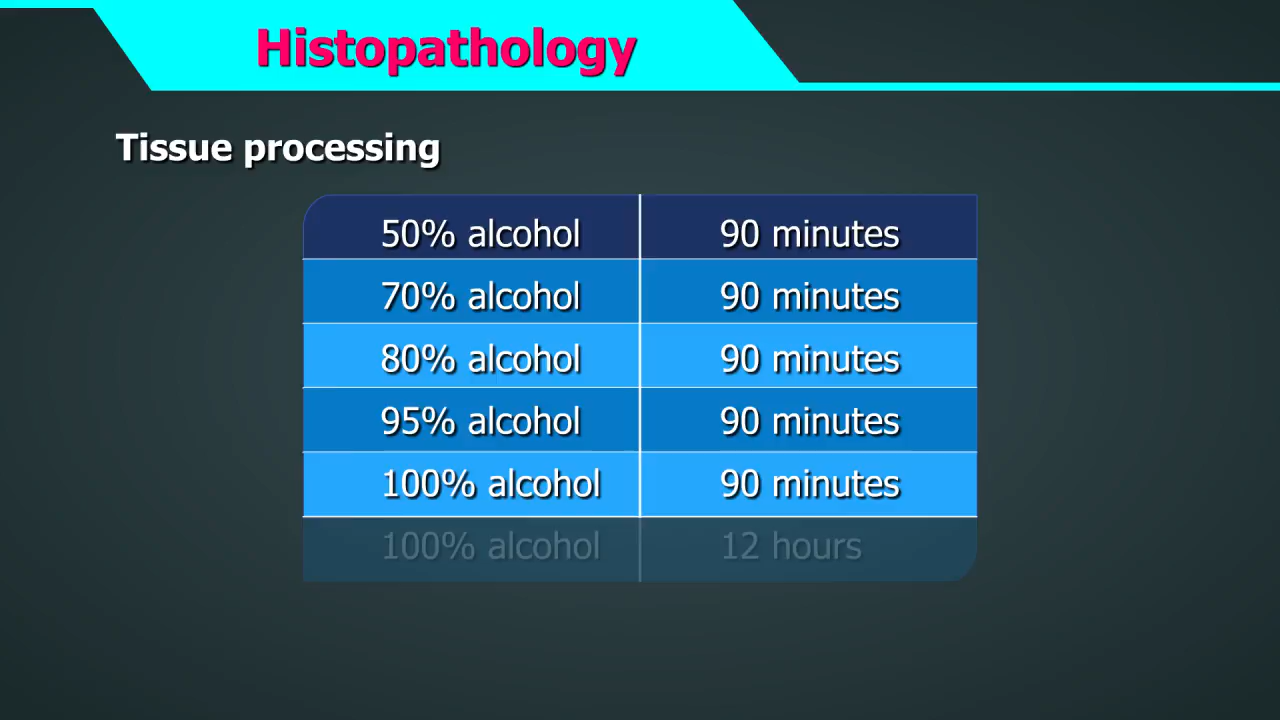 Histopathology
Tissue processing
50% alcohol 90 minutes
70% alcohol 90 minutes
80% alcohol 90 minutes
95% alcohol 90 minutes
100% alcohol 90 minutes
100% alcohol 12 hours